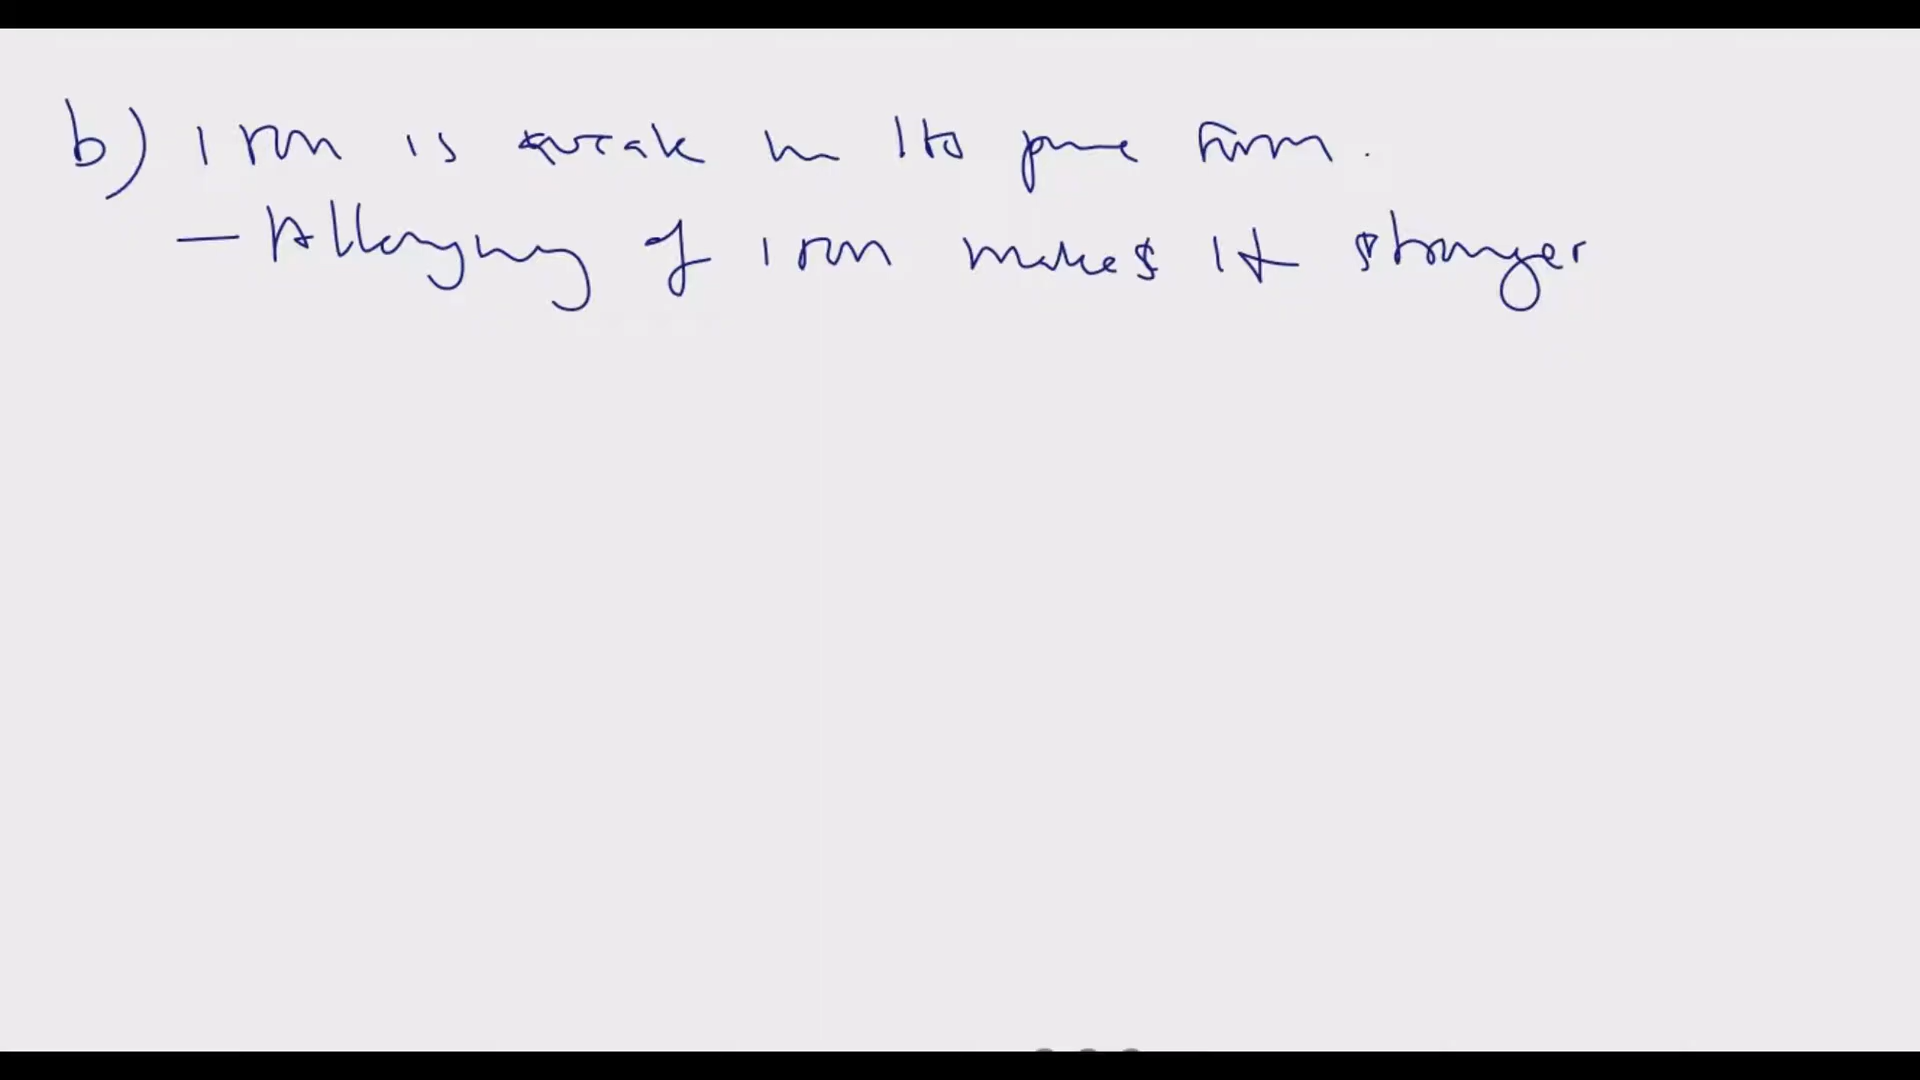 b) Iron is weak in its pure form.
— Alloying of iron makes it stronger